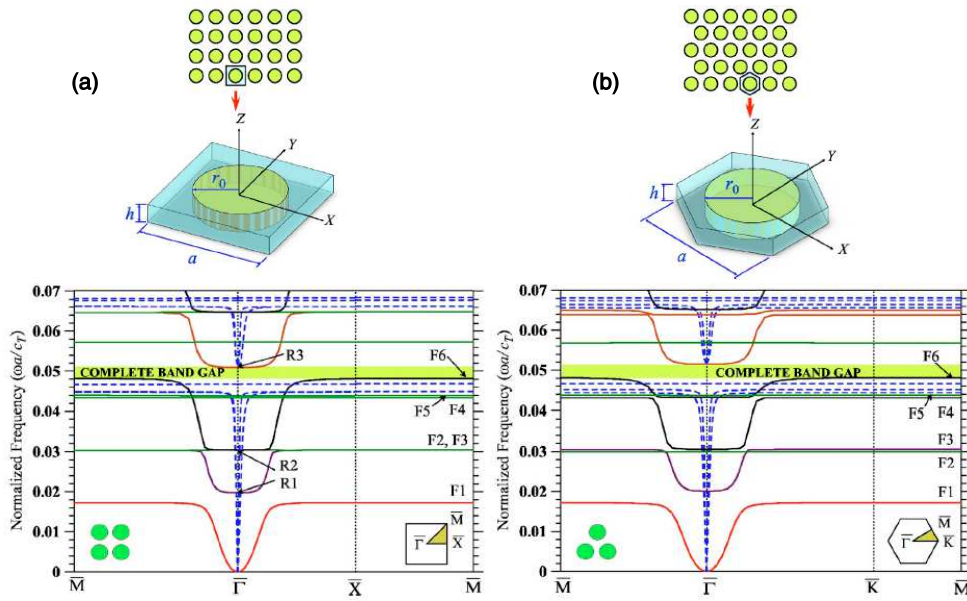 (a)
Z
Y
r₀
h
X
a
(b)
Z
Y
r₀
h
X
a
Normalized Frequency (ωa/c_T)
0.07
0.06
0.05
0.04
0.03
0.02
0.01
0
R3
F6
COMPLETE BAND GAP
F5 F4
F2, F3
R2
R1
F1
M̅
Γ̅ X̅
M̅ Γ̅ X̅ M̅
Normalized Frequency (ωa/c_T)
0.07
0.06
0.05
0.04
0.03
0.02
0.01
0
F6
COMPLETE BAND GAP
F5 F4
F3
F2
F1
M̅
Γ̅ K̅
M̅ Γ̅ K̅ M̅